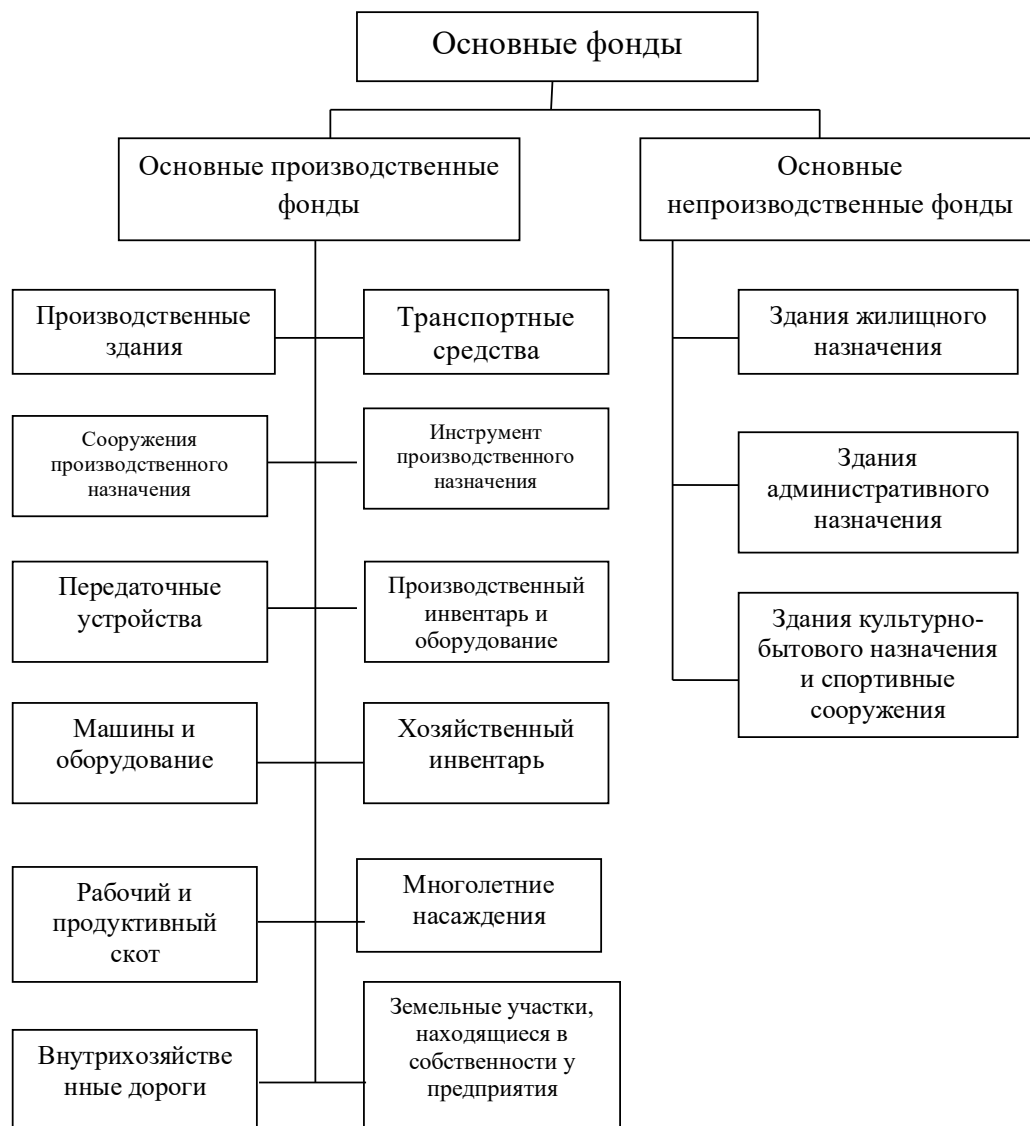 Основные фонды
Основные производственные
фонды
Основные
непроизводственные фонды
Производственные
здания
Транспортные
средства
Здания жилищного
назначения
Сооружения
производственного
назначения
Инструмент
производственного
назначения
Здания
административного
назначения
Передаточные
устройства
Производственный
инвентарь и
оборудование
Здания культурно-
бытового назначения
и спортивные
сооружения
Машины и
оборудование
Хозяйственный
инвентарь
Рабочий и
продуктивный
скот
Многолетние
насаждения
Внутрихозяйстве
нные дороги
Земельные участки,
находящиеся в
собственности у
предприятия